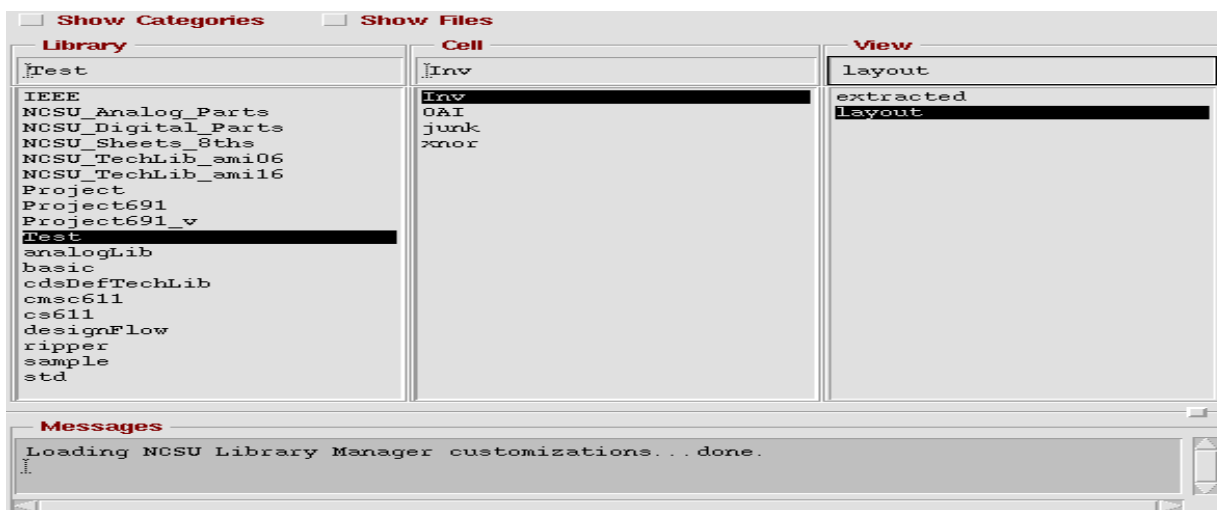 Show Categories Show Files
Library Cell View
Test Inv layout
IEEE Inv extracted
NCSU_Analog_Parts OAI layout
NCSU_Digital_Parts junk
NCSU_Sheets_8ths xnor
NCSU_TechLib_ami06
NCSU_TechLib_ami16
Project
Project691
Project691_v
Test
analogLib
basic
cdsDefTechLib
cmsc611
cs611
designFlow
ripper
sample
std
Messages
Loading NCSU Library Manager customizations...done.